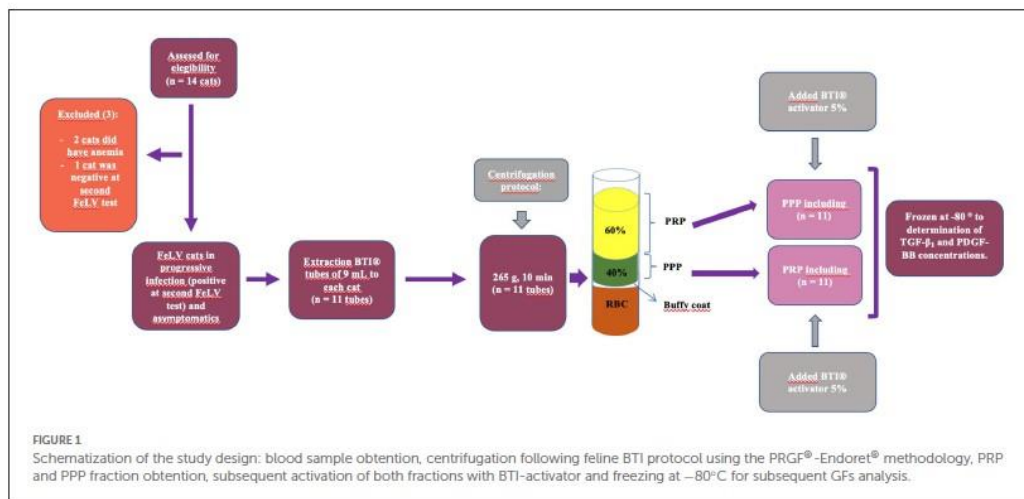 Assesed for
elegibility
(n = 14 cats)
Excluded (3):
- 2 cats did
have anemia
- 1 cat was
negative at
second
FeLV test
FeLV cats in
progressive
infection (positive
at second FeLV
test) and
asymptomatics
Extraction BTI®
tubes of 9 mL to
each cat
(n = 11 tubes)
Centrifugation
protocol:
265 g, 10 min
(n = 11 tubes)
60%
40%
RBC
PRP
PPP
Buffy coat
Added BTI®
activator 5%
PPP including
(n = 11)
PRP including
(n = 11)
Added BTI®
activator 5%
Frozen at -80 º to
determination of
TGF-β1 and PDGF-
BB concentrations.
FIGURE 1
Schematization of the study design: blood sample obtention, centrifugation following feline BTI protocol using the PRGF®-Endoret® methodology, PRP
and PPP fraction obtention, subsequent activation of both fractions with BTI-activator and freezing at −80°C for subsequent GFs analysis.